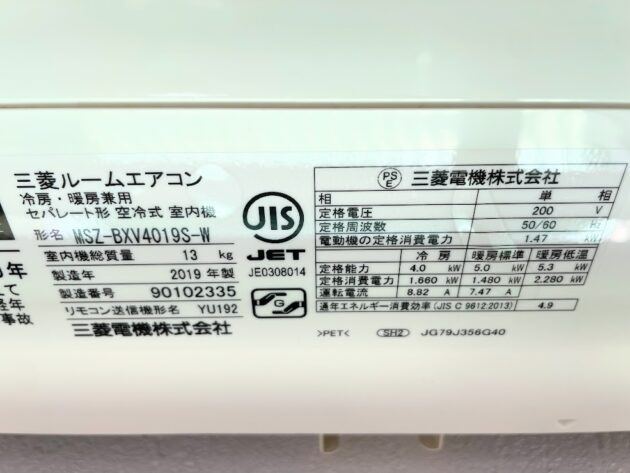 三菱ルームエアコン
冷房・暖房兼用
セパレート形 空冷式 室内機
形名 MSZ-BXV4019S-W
室内機総質量 13 kg
製造年 2019 年製
製造番号 90102335
リモコン送信機形名 YU192
三菱電機株式会社
JIS
JET
JE0308014
PSE 三菱電機株式会社
相 単 相
定格電圧 200 V
定格周波数 50/60 Hz
電動機の定格消費電力 1.47 kW
冷 房 暖房標準 暖房低温
定格能力 4.0 kW 5.0 kW 5.3 kW
定格消費電力 1.660 kW 1.480 kW 2.280 kW
運転電流 8.82 A 7.47 A
通年エネルギー消費効率(JIS C 9612:2013) 4.9
>PET< SH2 JG79J356G40
年
して
経年
事故